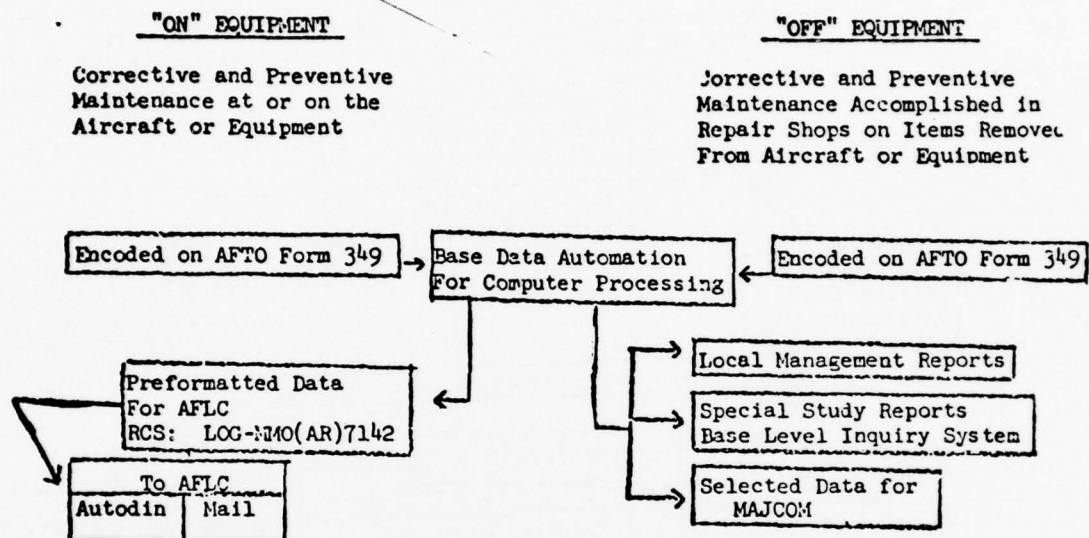 "ON" EQUIPMENT
Corrective and Preventive
Maintenance at or on the
Aircraft or Equipment
"OFF" EQUIPMENT
Corrective and Preventive
Maintenance Accomplished in
Repair Shops on Items Removed
From Aircraft or Equipment
Encoded on AFTO Form 349
Base Data Automation
For Computer Processing
Encoded on AFTO Form 349
Preformatted Data
For AFLC
RCS: LOG-MMO(AR)7142
To AFLC
Autodin Mail
Local Management Reports
Special Study Reports
Base Level Inquiry System
Selected Data for
MAJCOM